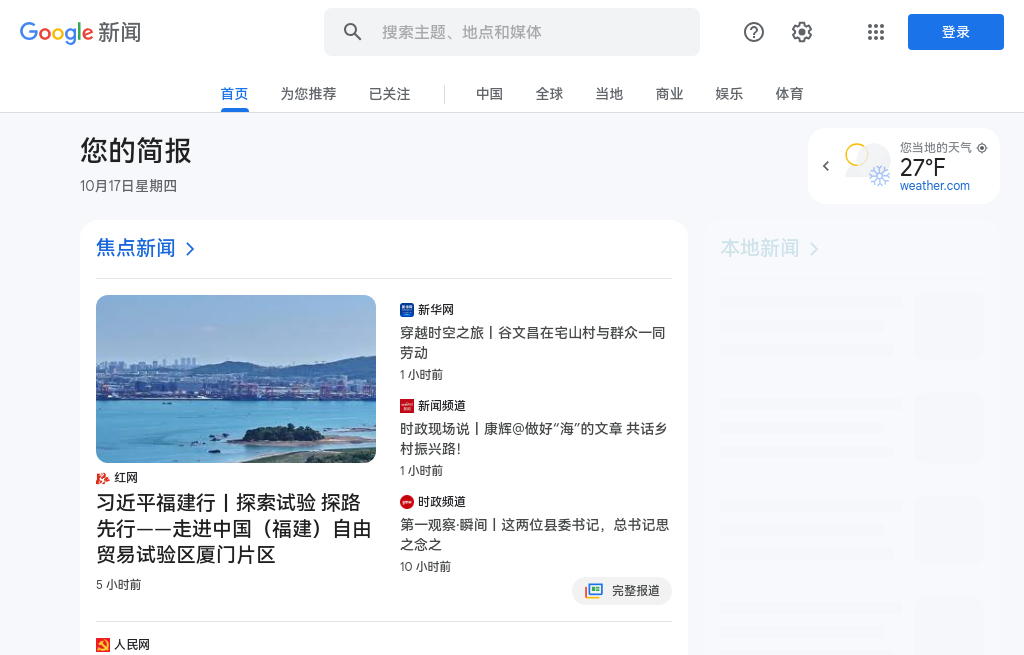 Google 新闻
搜索主题、地点和媒体
登录
首页
为您推荐
已关注
中国
全球
当地
商业
娱乐
体育
您的简报
10月17日星期四
您当地的天气
27°F
weather.com
焦点新闻
本地新闻
红网
习近平福建行丨探索试验 探路
先行——走进中国（福建）自由
贸易试验区厦门片区
5 小时前
新华网
穿越时空之旅丨谷文昌在宅山村与群众一同
劳动
1 小时前
新闻频道
时政现场说丨康辉@做好“海”的文章 共话乡
村振兴路！
1 小时前
时政频道
第一观察·瞬间丨这两位县委书记，总书记思
之念之
10 小时前
完整报道
人民网